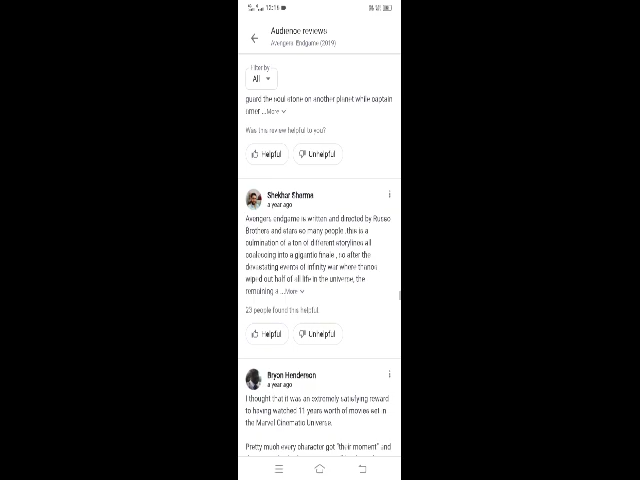 12:16
Audience reviews
Avengers: Endgame (2019)
Filter by
All
guard the soul stone on another planet while captain
amer ...More
Was this review helpful to you?
Helpful
Unhelpful
Shekhar Sharma
a year ago
Avengers endgame is written and directed by Russo
Brothers and stars so many people ,this is a
culmination of a ton of different storylines all
coalescing into a gigantic finale , so after the
devastating events of infinity war where thanos
wiped out half of all life in the universe, the
remaining a ...More
23 people found this helpful.
Helpful
Unhelpful
Bryon Henderson
a year ago
I thought that it was an extremely satisfying reward
to having watched 11 years worth of movies set in
the Marvel Cinematic Universe.
Pretty much every character got "their moment" and